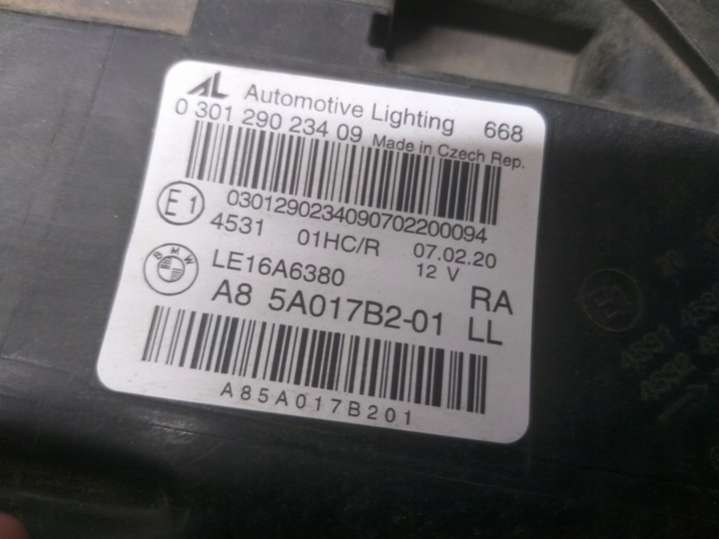 AL Automotive Lighting 668
0 301 290 234 09 Made in Czech Rep.
0301290234090702200094
E1 4531 01HC/R 07.02.20
BMW LE16A6380 12 V RA
A8 5A017B2-01 LL
A85A017B201